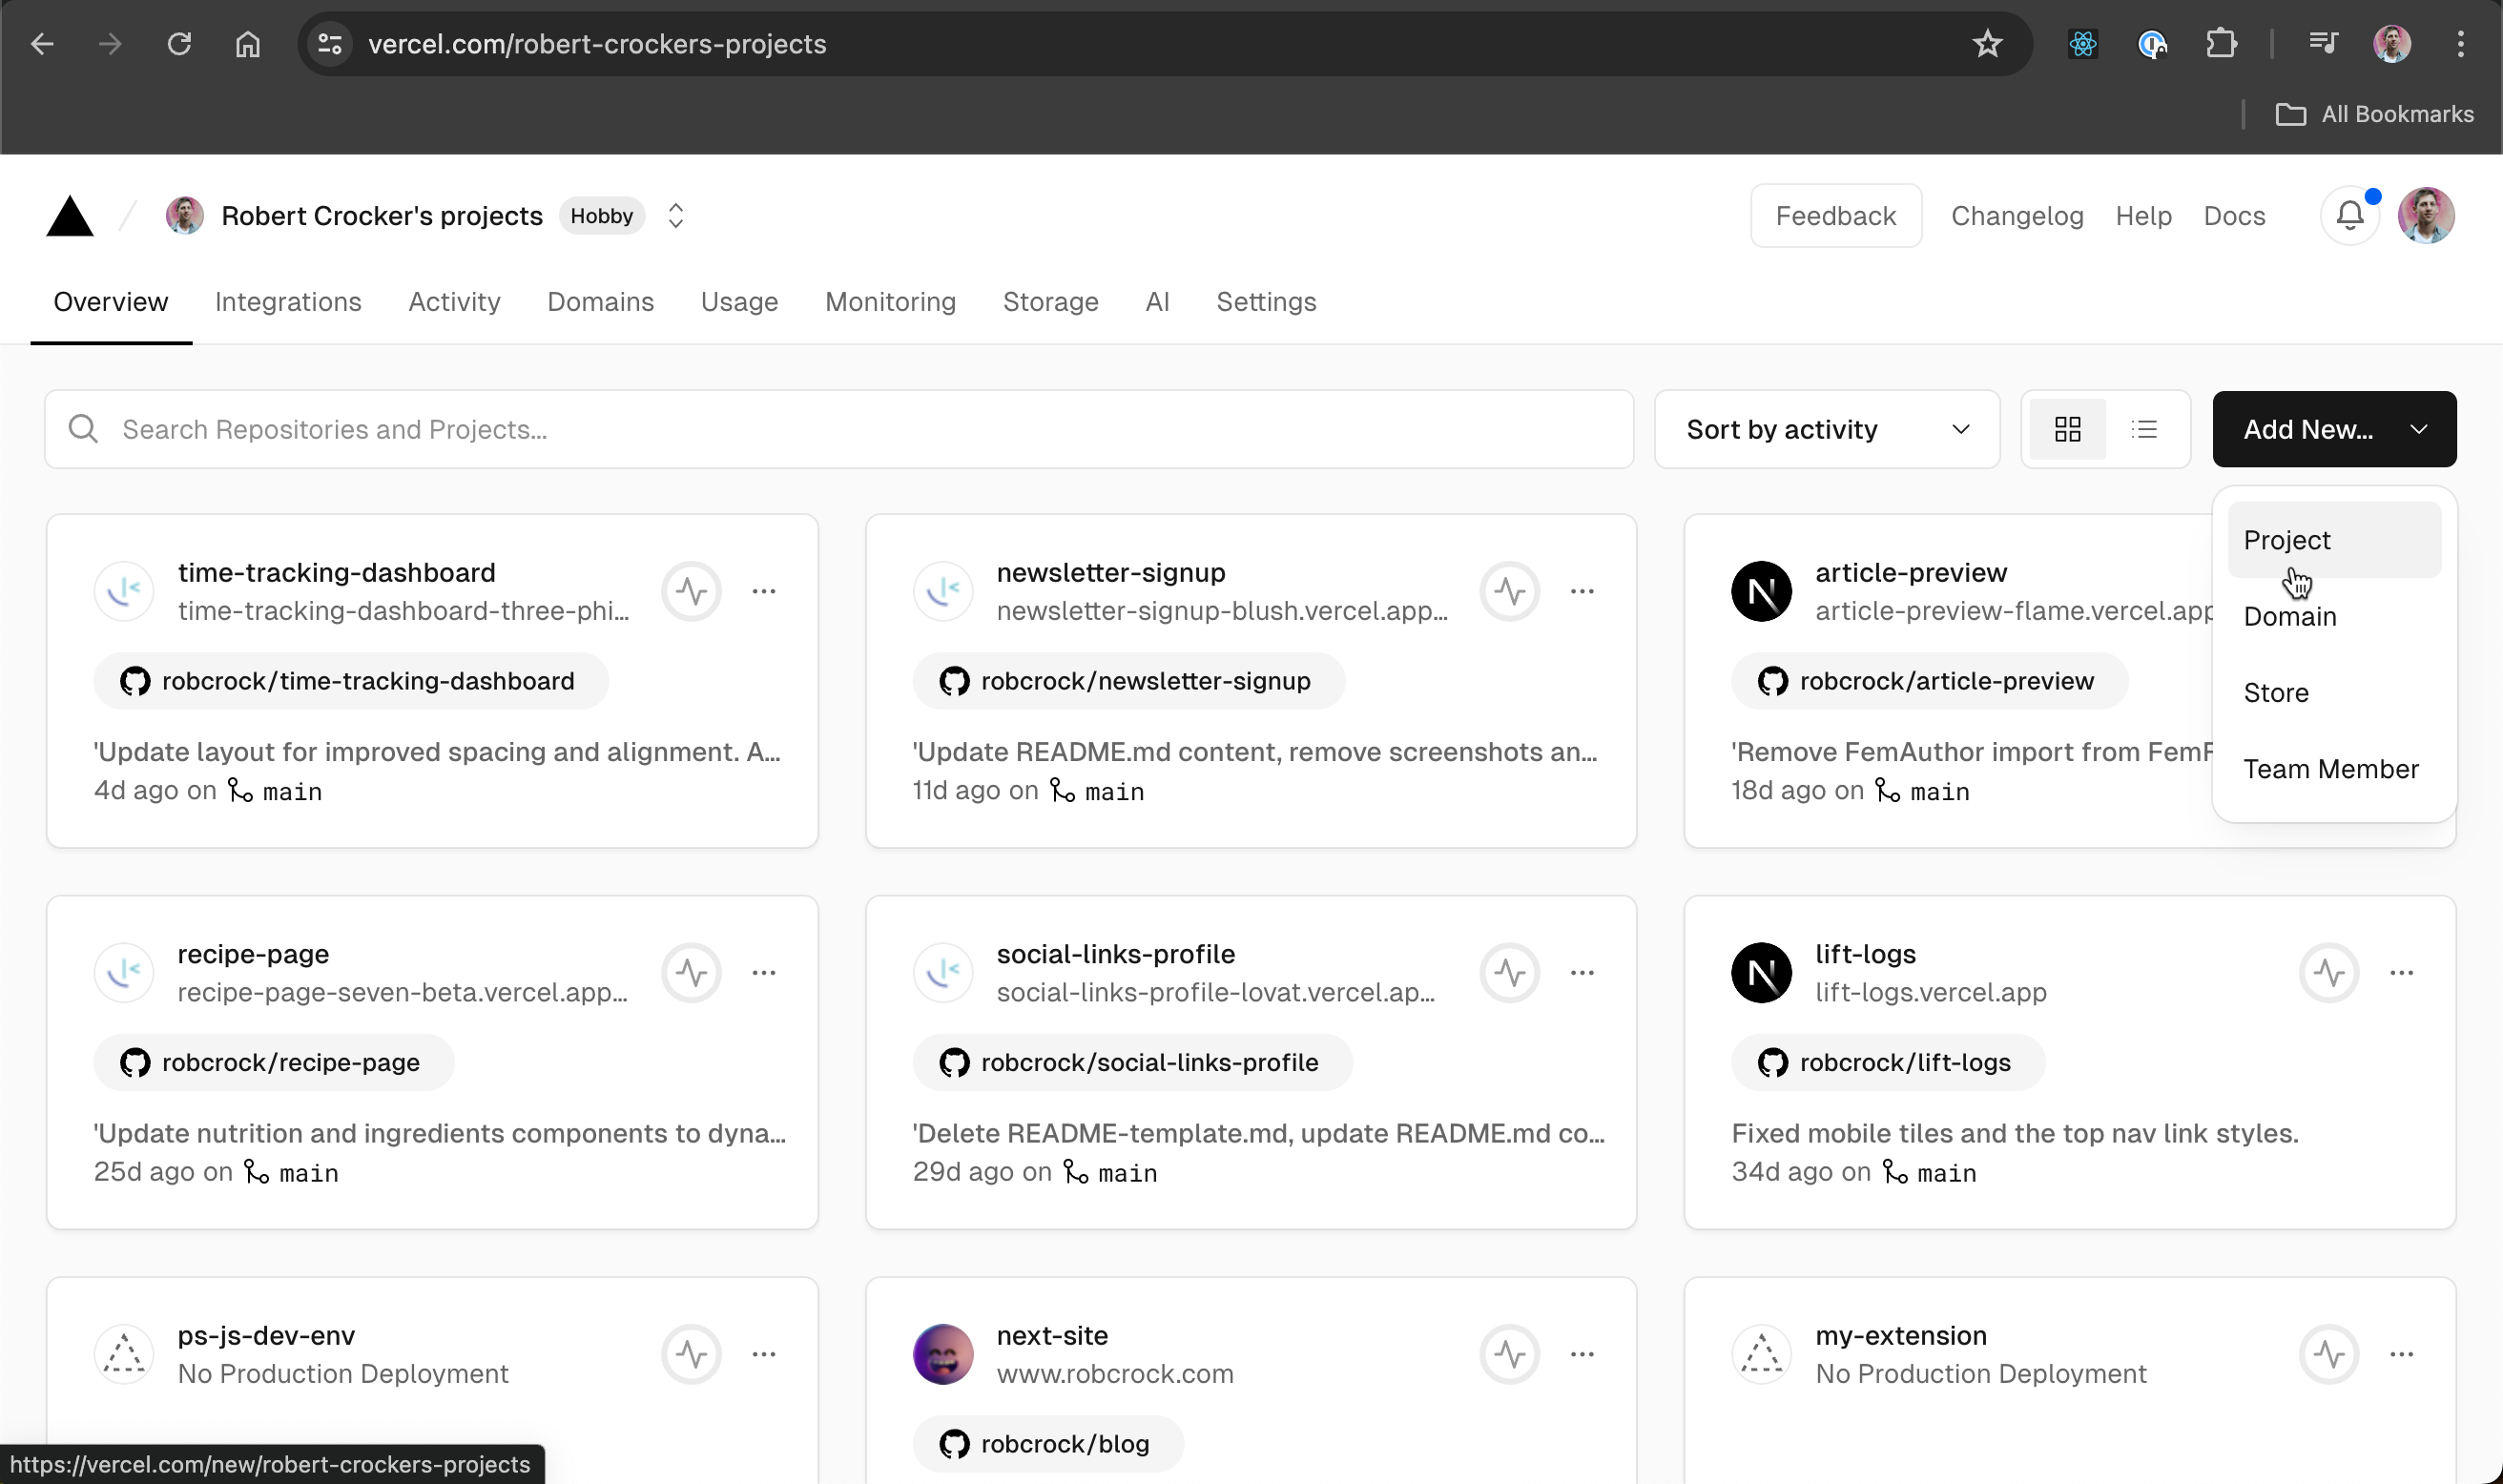 vercel.com/robert-crockers-projects
All Bookmarks
Robert Crocker's projects Hobby
Feedback Changelog Help Docs
Overview Integrations Activity Domains Usage Monitoring Storage AI Settings
Search Repositories and Projects...
Sort by activity
Add New...
Project
Domain
Store
Team Member
time-tracking-dashboard
time-tracking-dashboard-three-phi...
robcrock/time-tracking-dashboard
'Update layout for improved spacing and alignment. A...
4d ago on main
newsletter-signup
newsletter-signup-blush.vercel.app...
robcrock/newsletter-signup
'Update README.md content, remove screenshots an...
11d ago on main
article-preview
article-preview-flame.vercel.app
robcrock/article-preview
'Remove FemAuthor import from
18d ago on main
recipe-page
recipe-page-seven-beta.vercel.app...
robcrock/recipe-page
'Update nutrition and ingredients components to dyna...
25d ago on main
social-links-profile
social-links-profile-lovat.vercel.ap...
robcrock/social-links-profile
'Delete README-template.md, update README.md co...
29d ago on main
lift-logs
lift-logs.vercel.app
robcrock/lift-logs
Fixed mobile tiles and the top nav link styles.
34d ago on main
ps-js-dev-env
No Production Deployment
next-site
www.robcrock.com
robcrock/blog
my-extension
No Production Deployment
https://vercel.com/new/robert-crockers-projects